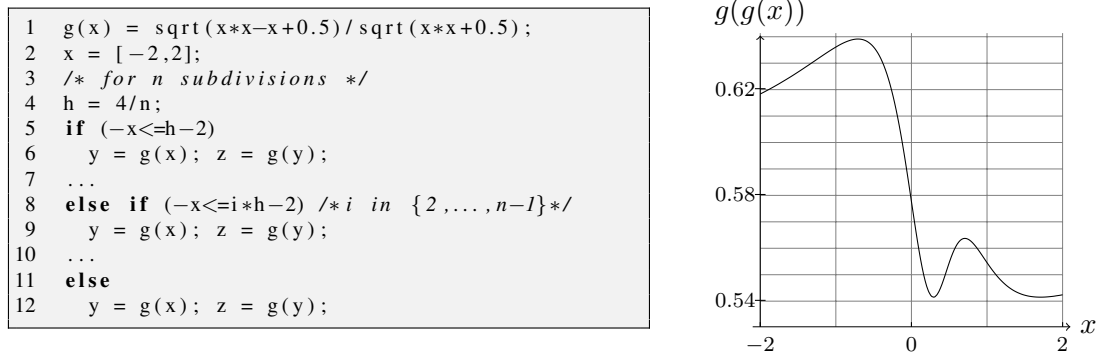 1 g(x) = sqrt(x*x−x+0.5)/sqrt(x*x+0.5);
2 x = [−2,2];
3 /* for n subdivisions */
4 h = 4/n;
5 if (−x<=h−2)
6 y = g(x); z = g(y);
7 ...
8 else if (−x<=i*h−2) /*i in {2,...,n−1}*/
9 y = g(x); z = g(y);
10 ...
11 else
12 y = g(x); z = g(y);
g(g(x))
0.62
0.58
0.54
−2 0 2
x